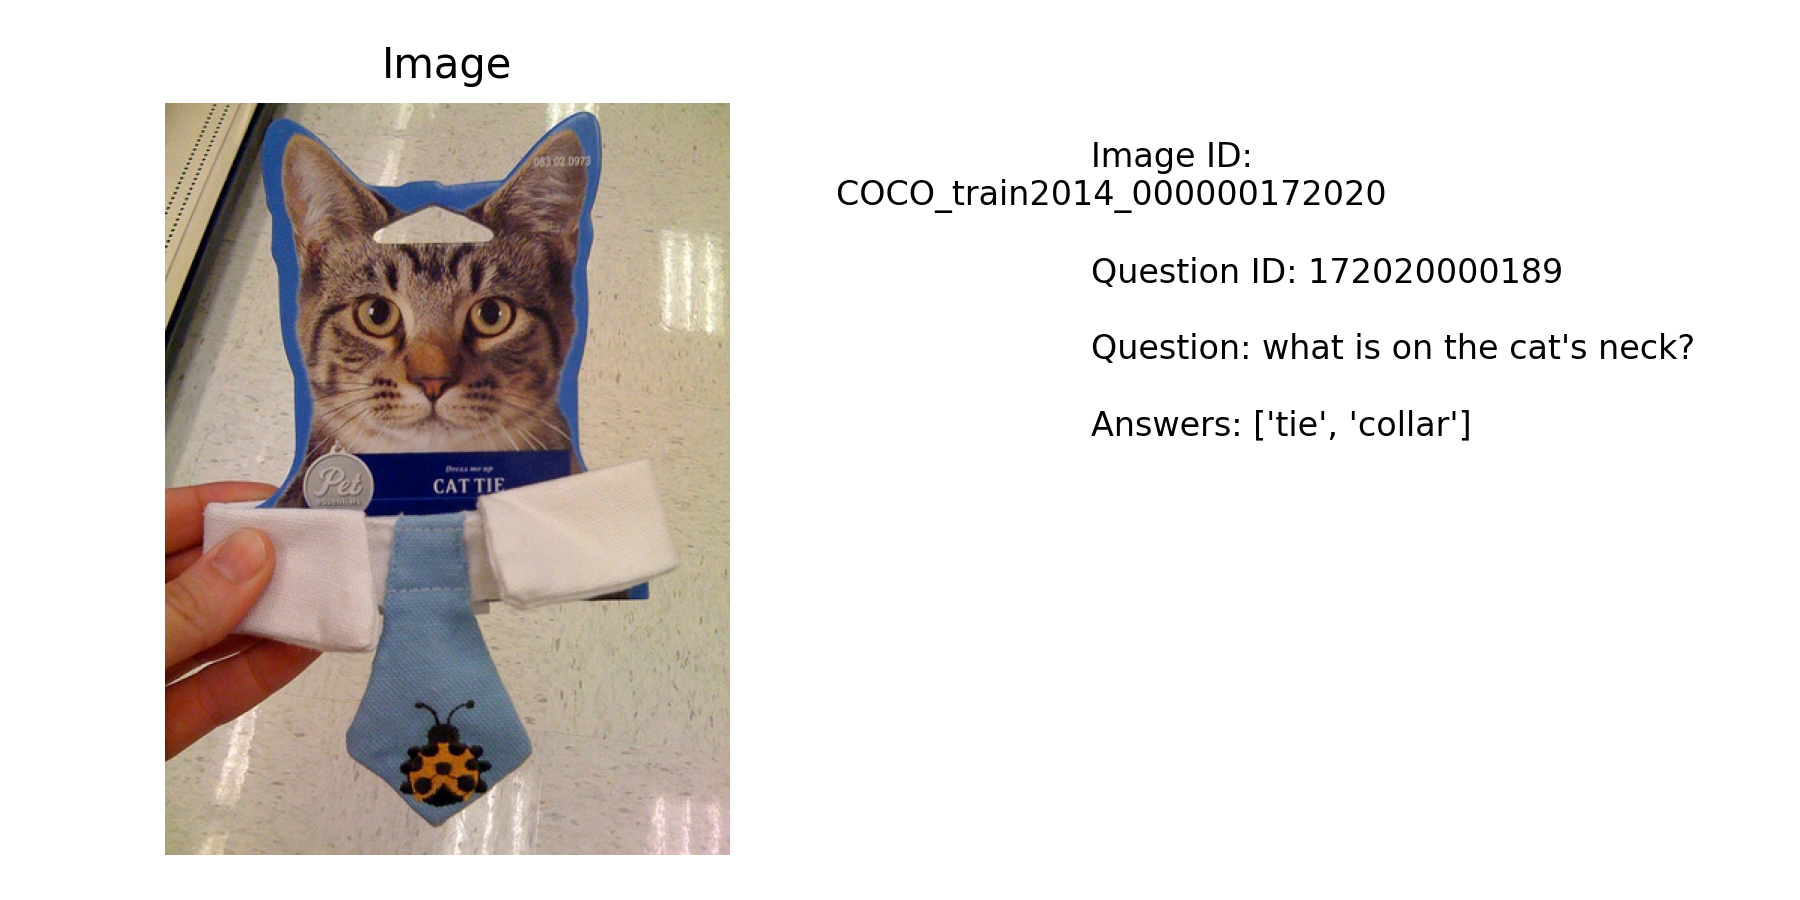 Image
083 02 0973
Pet
essentials
Dress me up
CAT TIE
Image ID:
COCO_train2014_000000172020
Question ID: 172020000189
Question: what is on the cat's neck?
Answers: ['tie', 'collar']